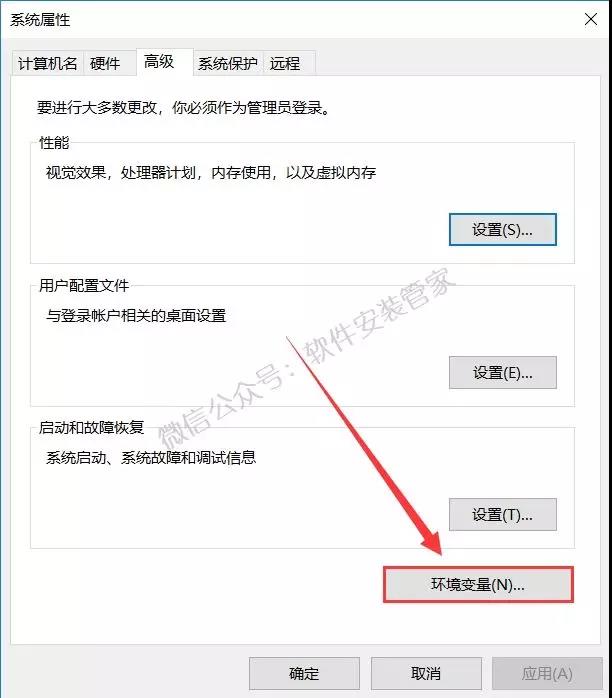 系统属性
计算机名 硬件 高级 系统保护 远程
要进行大多数更改，你必须作为管理员登录。
性能
视觉效果，处理器计划，内存使用，以及虚拟内存
设置(S)...
用户配置文件
与登录帐户相关的桌面设置
设置(E)...
微信公众号：软件安装管家
启动和故障恢复
系统启动、系统故障和调试信息
设置(T)...
环境变量(N)...
确定 取消 应用(A)